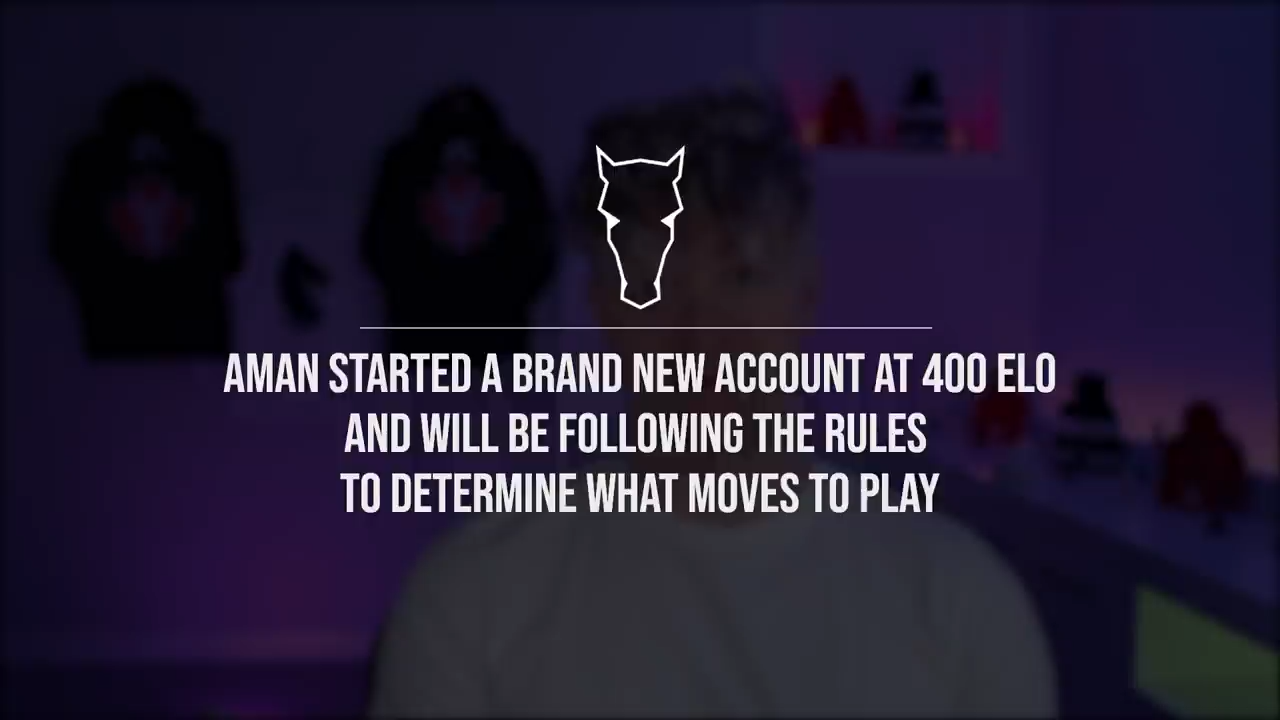 AMAN STARTED A BRAND NEW ACCOUNT AT 400 ELO
AND WILL BE FOLLOWING THE RULES
TO DETERMINE WHAT MOVES TO PLAY